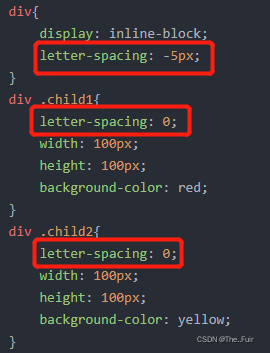 div{
display: inline-block;
letter-spacing: -5px;
}
div .child1{
letter-spacing: 0;
width: 100px;
height: 100px;
background-color: red;
}
div .child2{
letter-spacing: 0;
width: 100px;
height: 100px;
background-color: yellow;
}
CSDN @The_Fuir